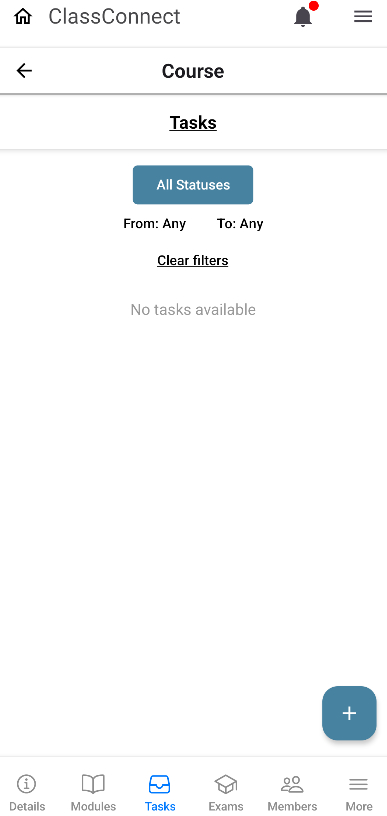 ClassConnect
Course
Tasks
All Statuses
From: Any To: Any
Clear filters
No tasks available
+
Details Modules Tasks Exams Members More